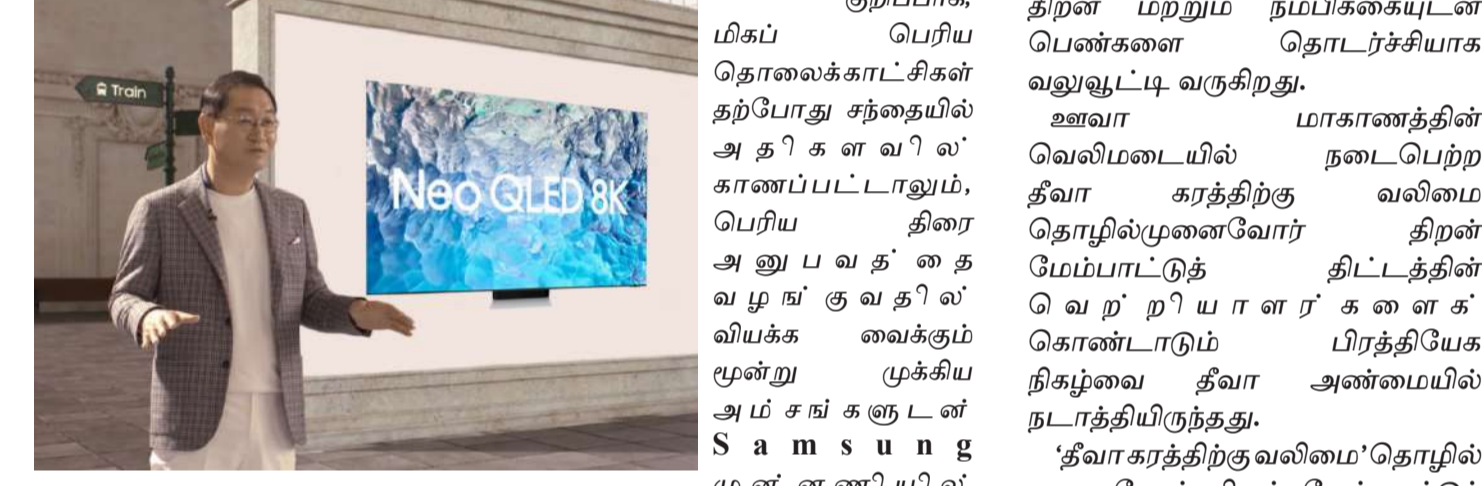 Train
Neo QLED 8K
குறிப்பாக,
மிகப் பெரிய
தொலைக்காட்சிகள்
தற்போது சந்தையில்
அதிகளவில்
காணப்பட்டாலும்,
பெரிய திரை
அனுபவத்தை
வழங்குவதில்
வியக்க வைக்கும்
மூன்று முக்கிய
அம்சங்களுடன்
Samsung
முன்னணியில்
திறன் மற்றும் நம்பிக்கையுடன்
பெண்களை தொடர்ச்சியாக
வலுவூட்டி வருகிறது.
ஊவா மாகாணத்தின்
வெலிமடையில் நடைபெற்ற
தீவா கரத்திற்கு வலிமை
தொழில்முனைவோர் திறன்
மேம்பாட்டுத் திட்டத்தின்
வெற்றியாளர்களைக்
கொண்டாடும் பிரத்தியேக
நிகழ்வை தீவா அண்மையில்
நடாத்தியிருந்தது.
‘தீவா கரத்திற்கு வலிமை’ தொழில்